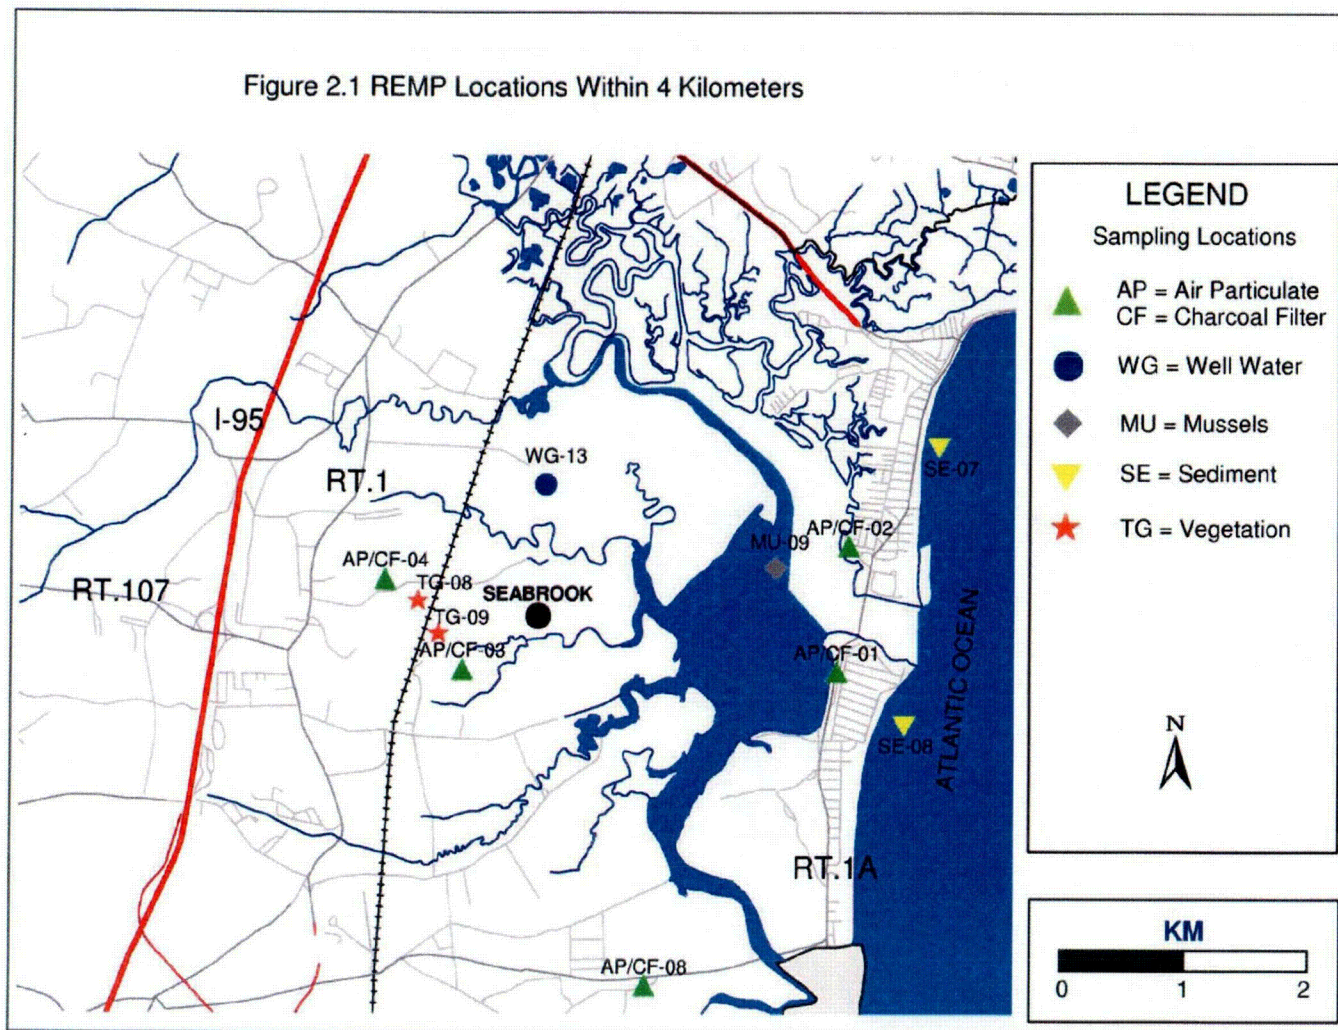 Figure 2.1 REMP Locations Within 4 Kilometers
LEGEND
Sampling Locations
AP = Air Particulate
CF = Charcoal Filter
WG = Well Water
MU = Mussels
SE = Sediment
TG = Vegetation
N
KM
0 1 2
I-95
RT.1
RT.107
WG-13
SE-07
AP/CF-02
MU-09
AP/CF-04
TG-08
SEABROOK
TG-09
AP/CF-03
AP/CF-01
ATLANTIC OCEAN
SE-08
RT.1A
AP/CF-08